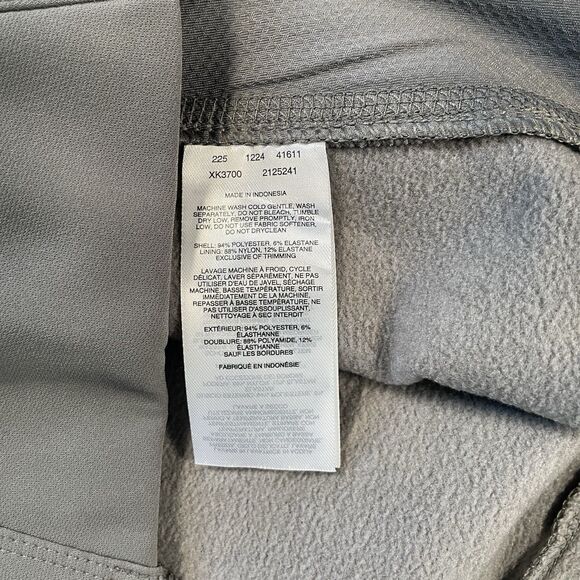 225 1224 41611
XK3700 2125241
MADE IN INDONESIA
MACHINE WASH COLD GENTLE, WASH
SEPARATELY, DO NOT BLEACH, TUMBLE
DRY LOW, REMOVE PROMPTLY, IRON
LOW, DO NOT USE FABRIC SOFTENER,
DO NOT DRYCLEAN
SHELL: 94% POLYESTER, 6% ELASTANE
LINING: 88% NYLON, 12% ELASTANE
EXCLUSIVE OF TRIMMING
LAVAGE MACHINE À FROID, CYCLE
DÉLICAT, LAVER SÉPARÉMENT, NE PAS
UTILISER D'EAU DE JAVEL, SÉCHAGE
MACHINE, BASSE TEMPÉRATURE, SORTIR
IMMÉDIATEMENT DE LA MACHINE,
REPASSER À BASSE TEMPÉRATURE, NE
PAS UTILISER D'ASSOUPLISSANT,
NETTOYAGE À SEC INTERDIT
EXTÉRIEUR: 94% POLYESTER, 6%
ÉLASTHANNE
DOUBLURE: 88% POLYAMIDE, 12%
ÉLASTHANNE
SAUF LES BORDURES
FABRIQUÉ EN INDONÉSIE